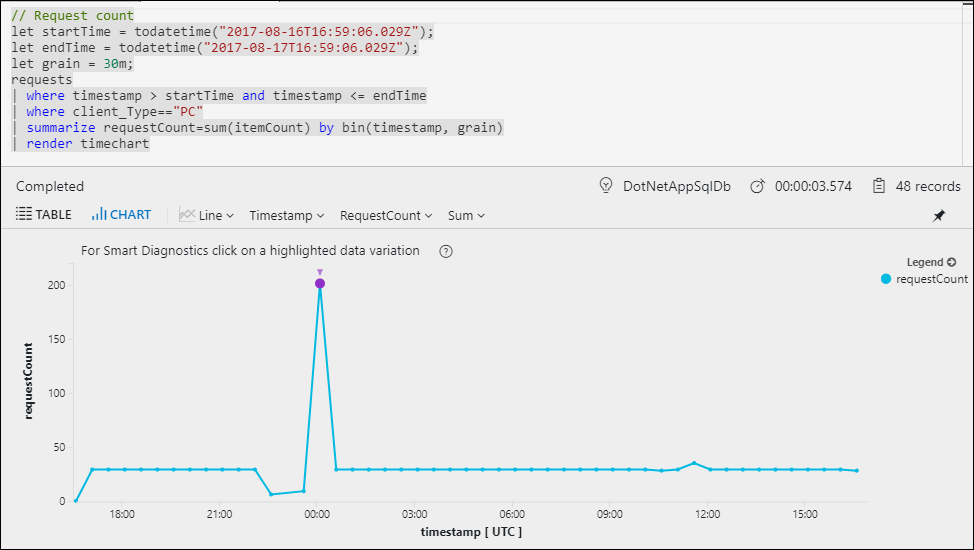 // Request count
let startTime = todatetime("2017-08-16T16:59:06.029Z");
let endTime = todatetime("2017-08-17T16:59:06.029Z");
let grain = 30m;
requests
| where timestamp > startTime and timestamp <= endTime
| where client_Type=="PC"
| summarize requestCount=sum(itemCount) by bin(timestamp, grain)
| render timechart
Completed DotNetAppSqlDb 00:00:03.574 48 records
TABLE CHART Line Timestamp RequestCount Sum
For Smart Diagnostics click on a highlighted data variation ?
Legend
requestCount
requestCount
200
150
100
50
0
18:00 21:00 00:00 03:00 06:00 09:00 12:00 15:00
timestamp [ UTC ]